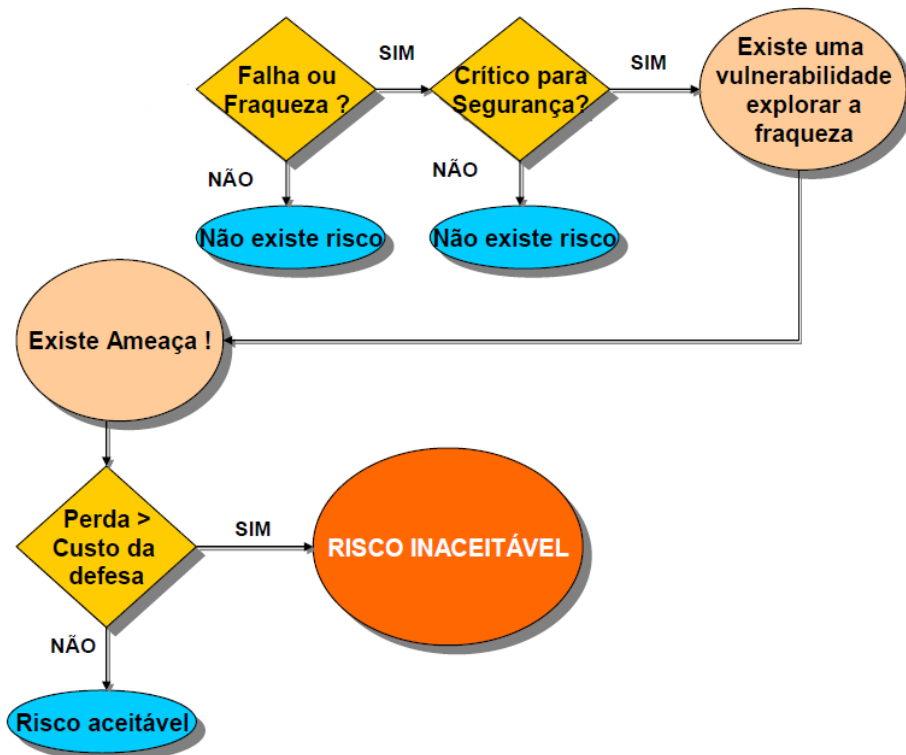 Falha ou
Fraqueza ?
SIM
Crítico para
Segurança?
SIM
Existe uma
vulnerabilidade
explorar a
fraqueza
NÃO
NÃO
Não existe risco
Não existe risco
Existe Ameaça !
Perda >
Custo da
defesa
SIM
RISCO INACEITÁVEL
NÃO
Risco aceitável